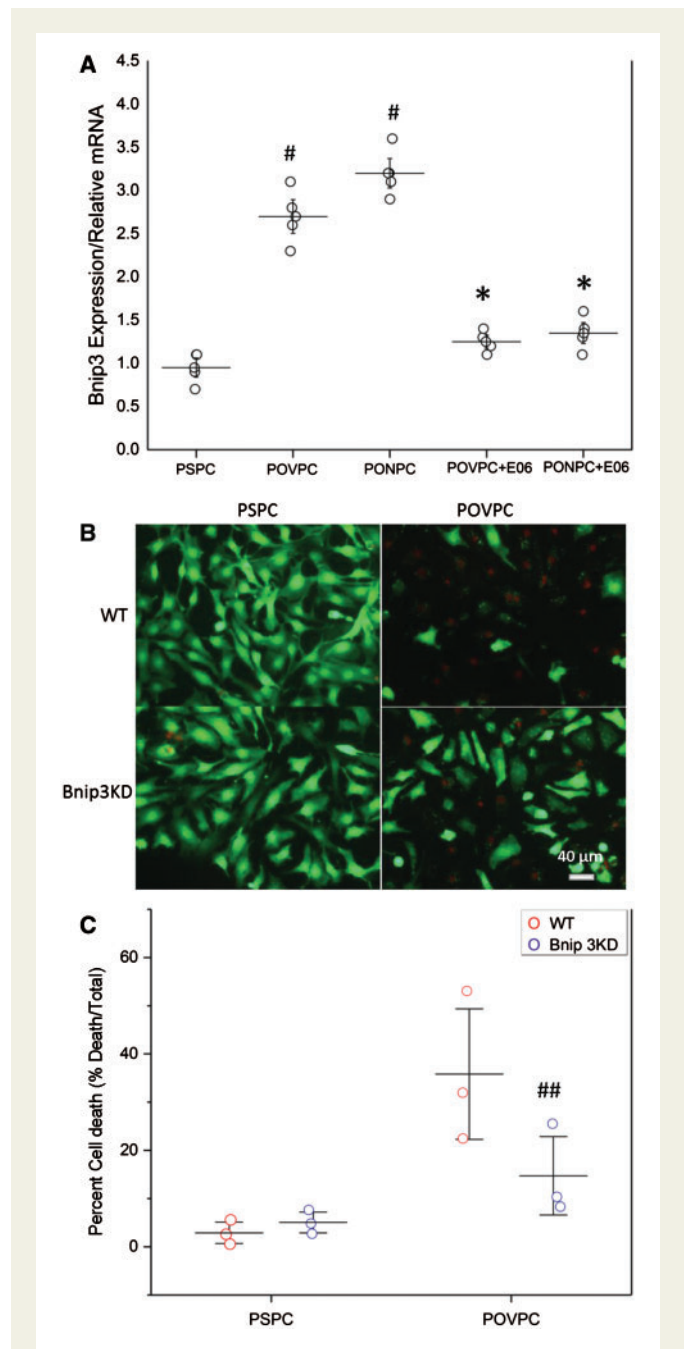 A
Bnip3 Expression/Relative mRNA
4.5
4.0
3.5
3.0
2.5
2.0
1.5
1.0
0.5
0.0
#
#
*
*
PSPC POVPC PONPC POVPC+E06 PONPC+E06
PSPC POVPC
B
WT
Bnip3KD
40 µm
C
WT
Bnip 3KD
Percent Cell death (% Death/Total)
60
40
20
0
##
PSPC POVPC